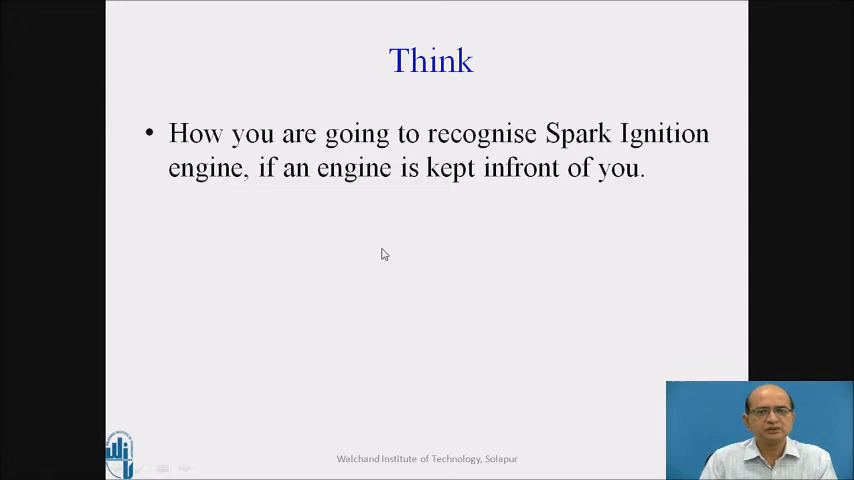 Think
• How you are going to recognise Spark Ignition
engine, if an engine is kept infront of you.
Walchand Institute of Technology, Solapur